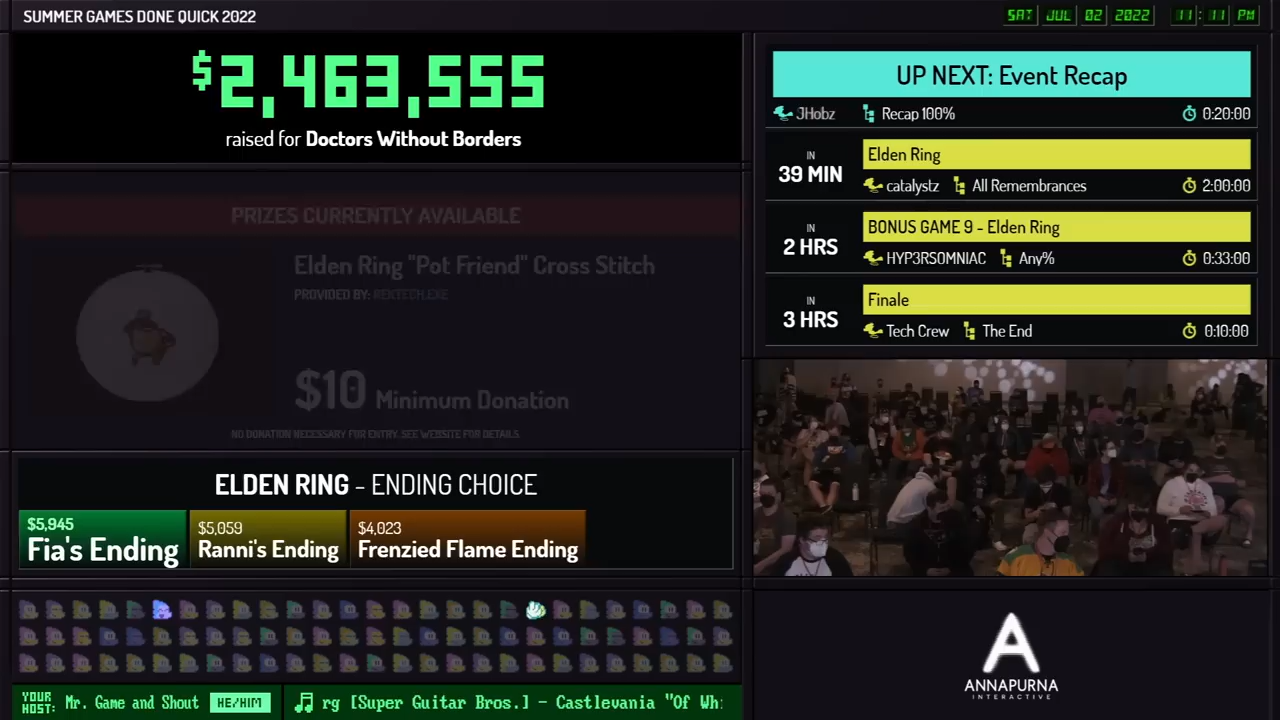 SUMMER GAMES DONE QUICK 2022
SAT JUL 02 2022 11:11 PM
$2,463,555
raised for Doctors Without Borders
PRIZES CURRENTLY AVAILABLE
Elden Ring "Pot Friend" Cross Stitch
PROVIDED BY: REKTECH.EXE
$10 Minimum Donation
NO DONATION NECESSARY FOR ENTRY. SEE WEBSITE FOR DETAILS.
ELDEN RING - ENDING CHOICE
$5,945
Fia's Ending
$5,059
Ranni's Ending
$4,023
Frenzied Flame Ending
YOUR HOST: Mr. Game and Shout HE/HIM
rg [Super Guitar Bros.] - Castlevania "Of Wh
UP NEXT: Event Recap
JHobz Recap 100% 0:20:00
IN 39 MIN
Elden Ring
catalystz All Remembrances 2:00:00
IN 2 HRS
BONUS GAME 9 - Elden Ring
HYP3RSOMNIAC Any% 0:33:00
IN 3 HRS
Finale
Tech Crew The End 0:10:00
ANNAPURNA
INTERACTIVE